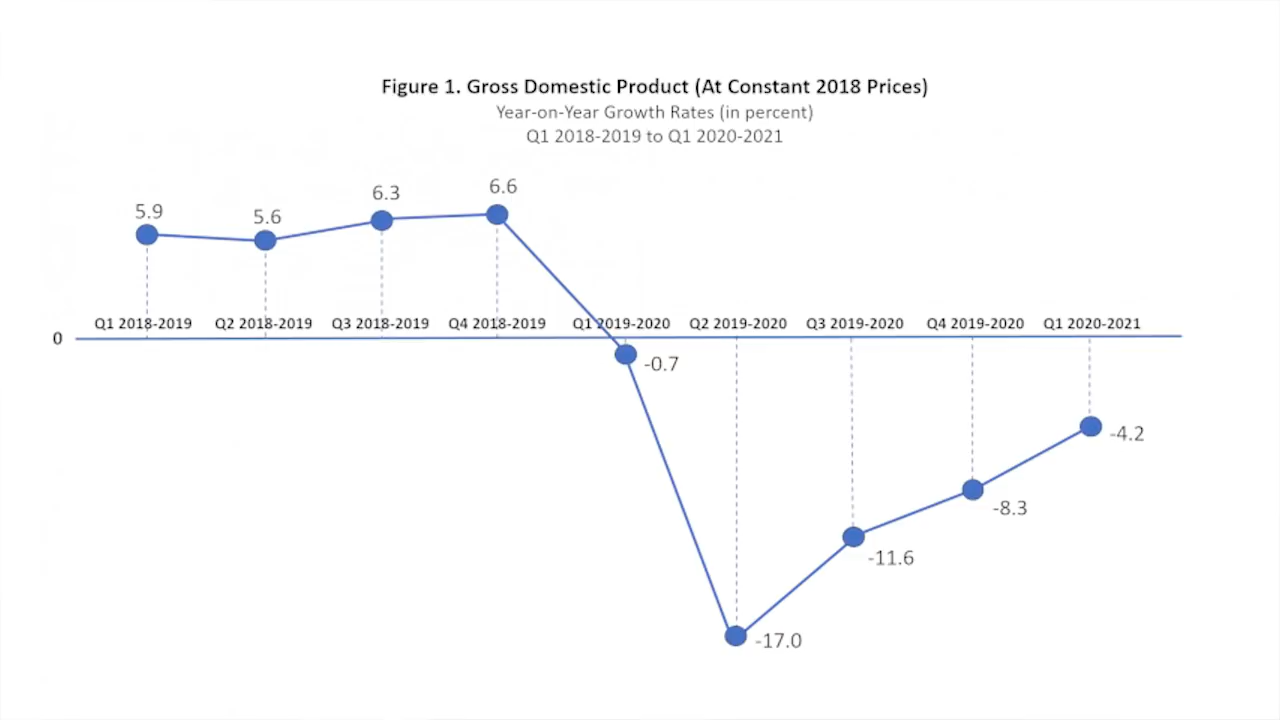 Figure 1. Gross Domestic Product (At Constant 2018 Prices)
Year-on-Year Growth Rates (in percent)
Q1 2018-2019 to Q1 2020-2021
5.9
5.6
6.3
6.6
Q1 2018-2019
Q2 2018-2019
Q3 2018-2019
Q4 2018-2019
Q1 2019-2020
Q2 2019-2020
Q3 2019-2020
Q4 2019-2020
Q1 2020-2021
0
-0.7
-4.2
-8.3
-11.6
-17.0